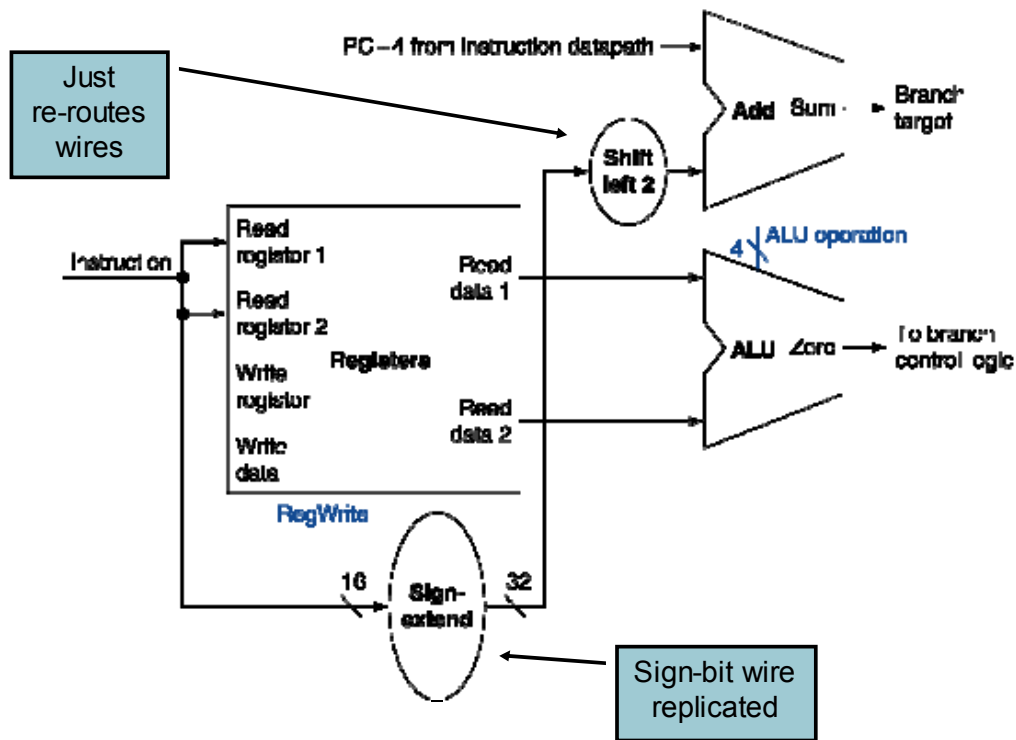 PC–4 from instruction datapath
Just
re-routes
wires
Add Sum
Branch
target
Shift
left 2
Read
register 1
Instruction
ALU operation
4
Read
data 1
Read
register 2
Registers
ALU Zero
To branch
control logic
Write
register
Read
data 2
Write
data
RegWrite
16
32
Sign-
extend
Sign-bit wire
replicated